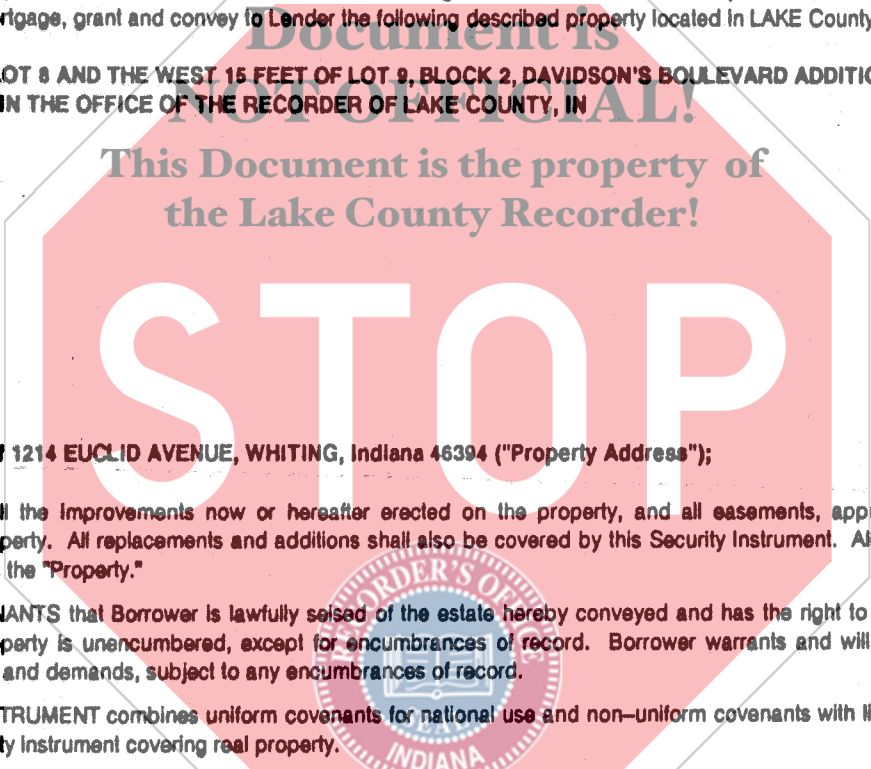 rtgage, grant and convey to Lender the following described property located in LAKE County
Document is
OT 8 AND THE WEST 15 FEET OF LOT 9, BLOCK 2, DAVIDSON'S BOULEVARD ADDITIO
NOT OFFICIAL!
IN THE OFFICE OF THE RECORDER OF LAKE COUNTY, IN
This Document is the property of
the Lake County Recorder!
STOP
1214 EUCLID AVENUE, WHITING, Indiana 46394 ("Property Address");
ll the improvements now or hereafter erected on the property, and all easements, app
perty. All replacements and additions shall also be covered by this Security Instrument. Al
the "Property."
NANTS that Borrower is lawfully seised of the estate hereby conveyed and has the right to
perty is unencumbered, except for encumbrances of record. Borrower warrants and will
and demands, subject to any encumbrances of record.
TRUMENT combines uniform covenants for national use and non-uniform covenants with li
ty instrument covering real property.
RECORDER'S OFFICE
SEAL
INDIANA